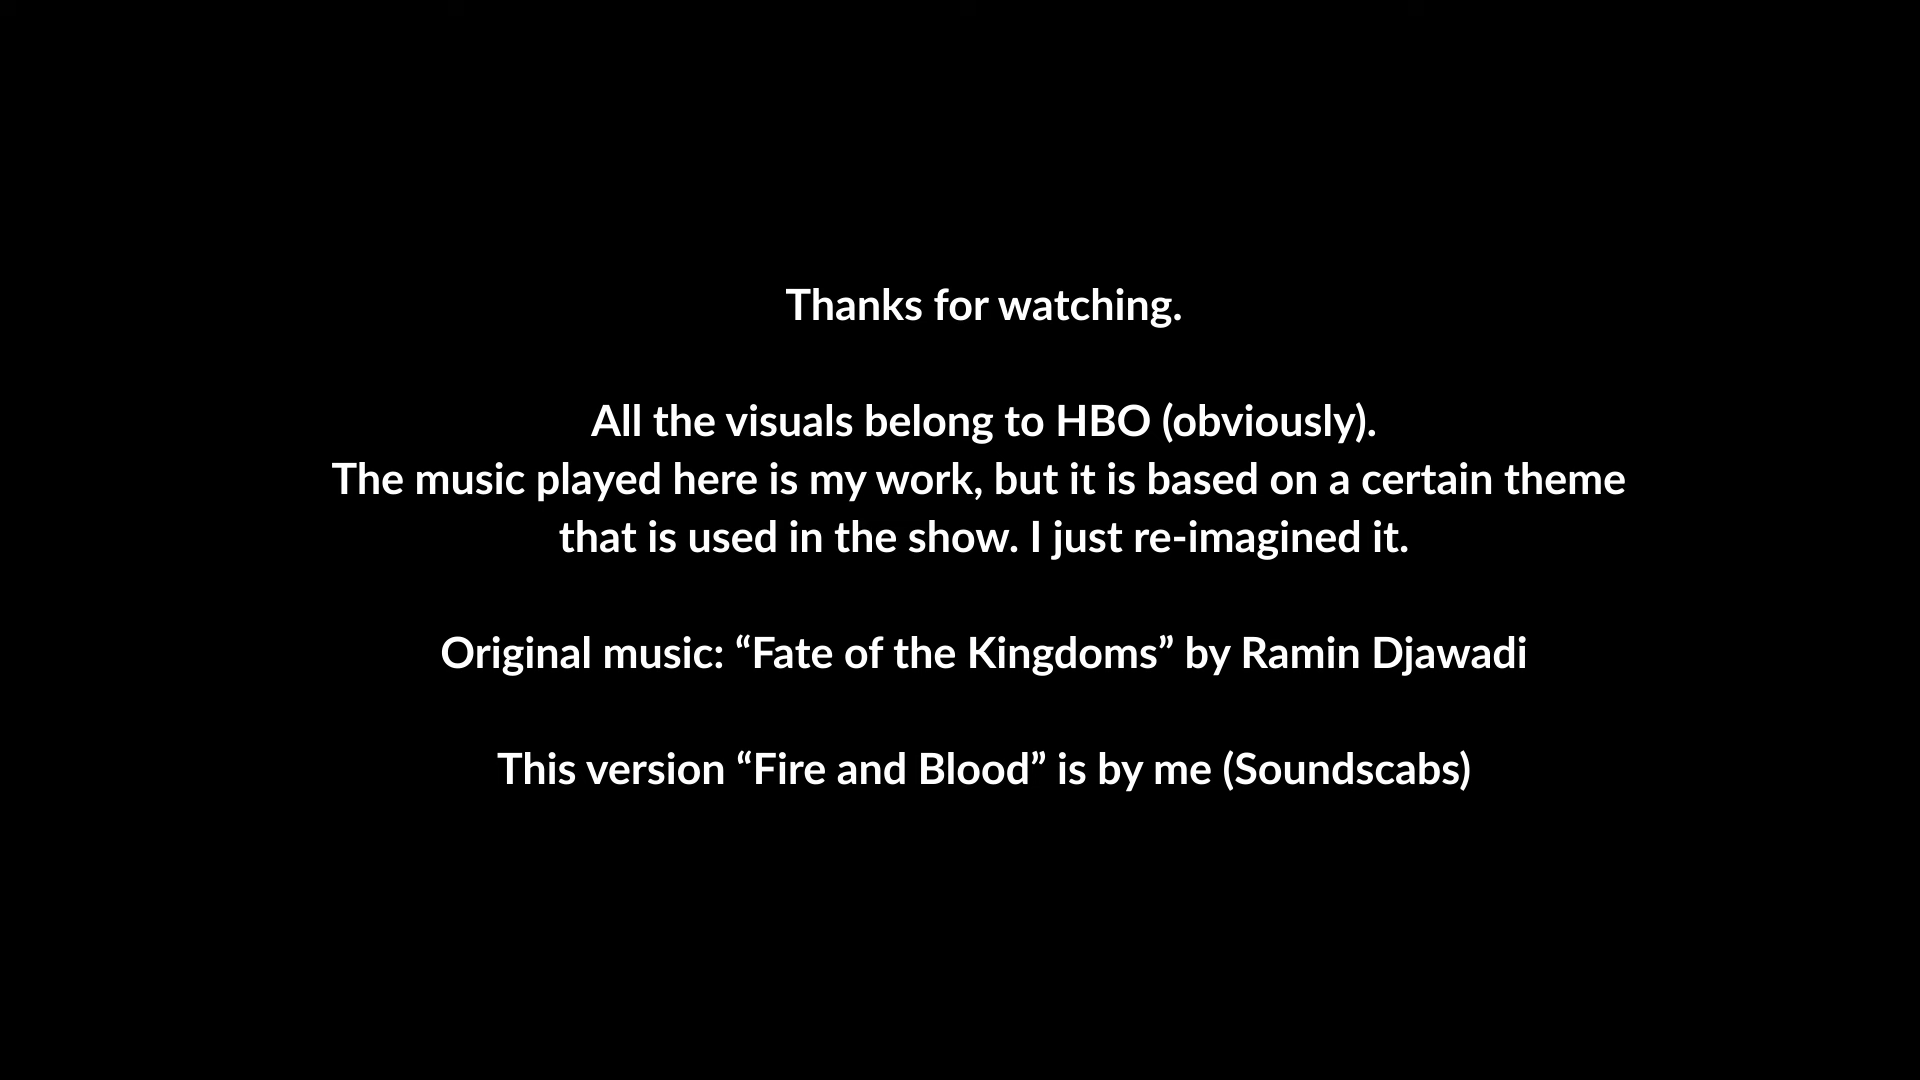 Thanks for watching.
All the visuals belong to HBO (obviously).
The music played here is my work, but it is based on a certain theme
that is used in the show. I just re-imagined it.
Original music: “Fate of the Kingdoms” by Ramin Djawadi
This version “Fire and Blood” is by me (Soundscabs)